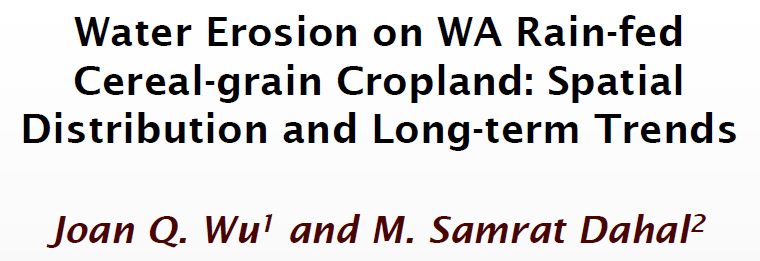 Water Erosion on WA Rain-fed
Cereal-grain Cropland: Spatial
Distribution and Long-term Trends
Joan Q. Wu¹ and M. Samrat Dahal²